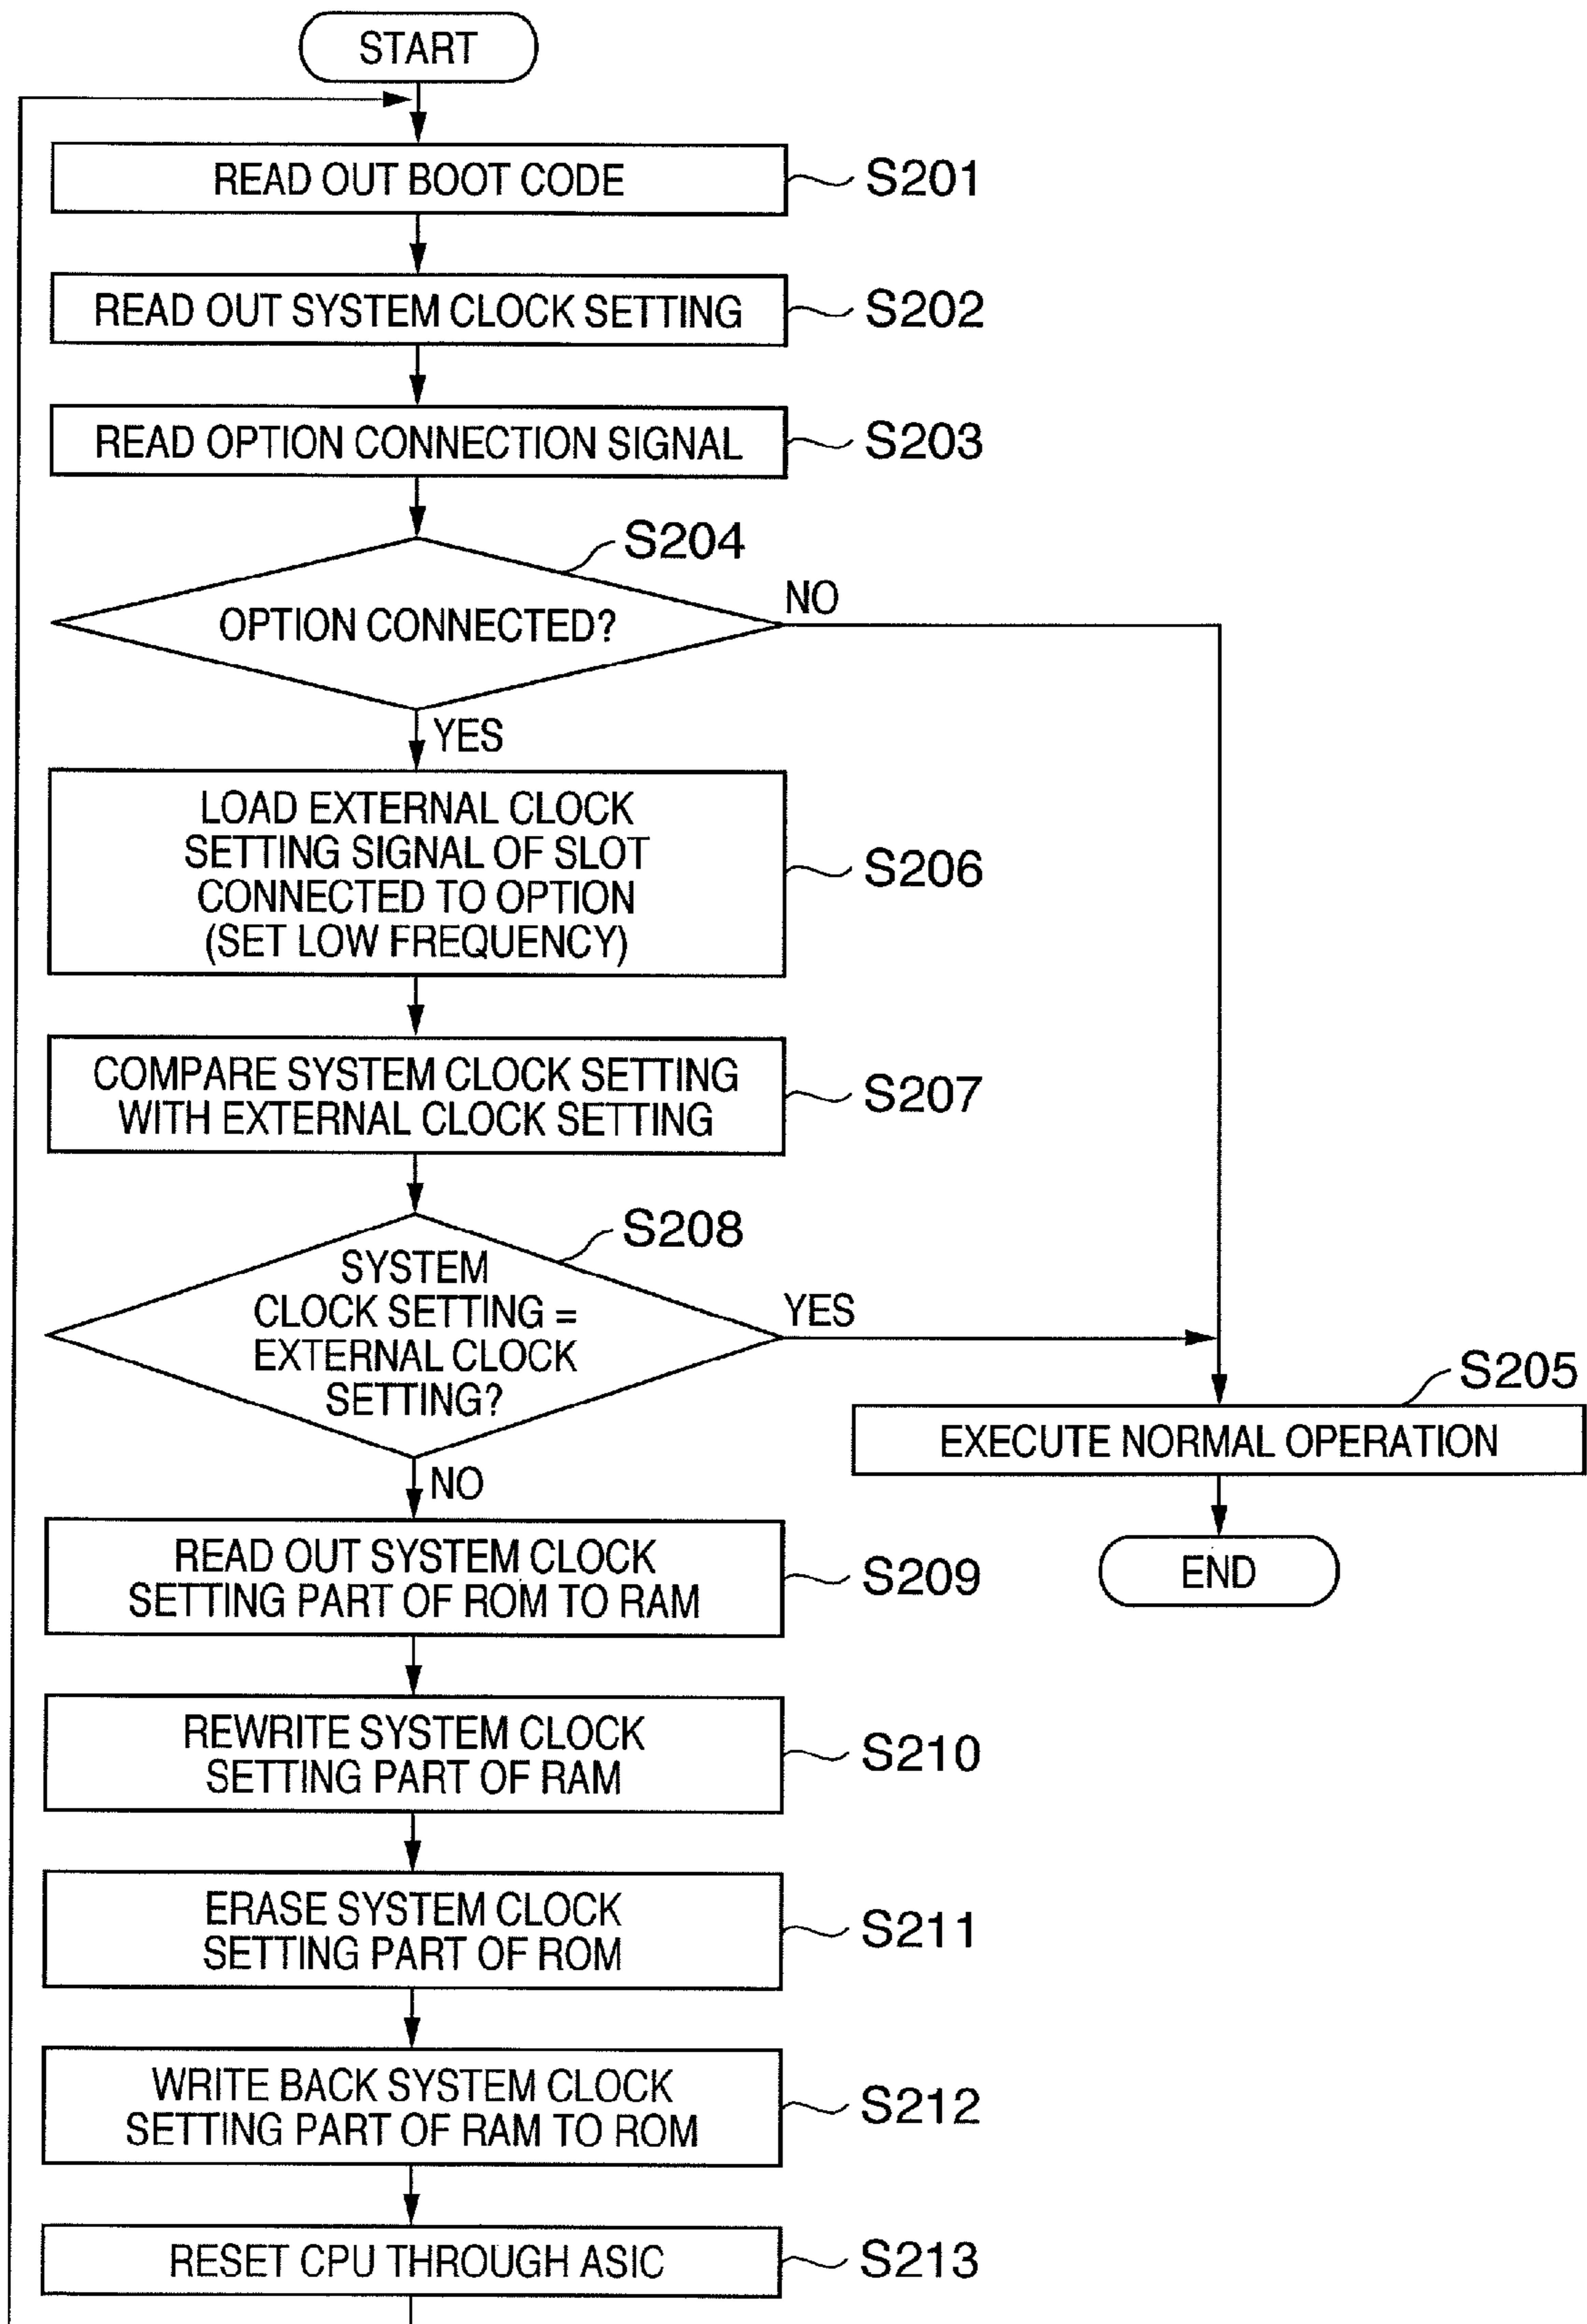 START
READ OUT BOOT CODE
S201
READ OUT SYSTEM CLOCK SETTING
S202
READ OPTION CONNECTION SIGNAL
S203
S204
OPTION CONNECTED?
NO
YES
LOAD EXTERNAL CLOCK
SETTING SIGNAL OF SLOT
CONNECTED TO OPTION
(SET LOW FREQUENCY)
S206
COMPARE SYSTEM CLOCK SETTING
WITH EXTERNAL CLOCK SETTING
S207
S208
SYSTEM
CLOCK SETTING =
EXTERNAL CLOCK
SETTING?
YES
NO
S205
EXECUTE NORMAL OPERATION
END
READ OUT SYSTEM CLOCK
SETTING PART OF ROM TO RAM
S209
REWRITE SYSTEM CLOCK
SETTING PART OF RAM
S210
ERASE SYSTEM CLOCK
SETTING PART OF ROM
S211
WRITE BACK SYSTEM CLOCK
SETTING PART OF RAM TO ROM
S212
RESET CPU THROUGH ASIC
S213